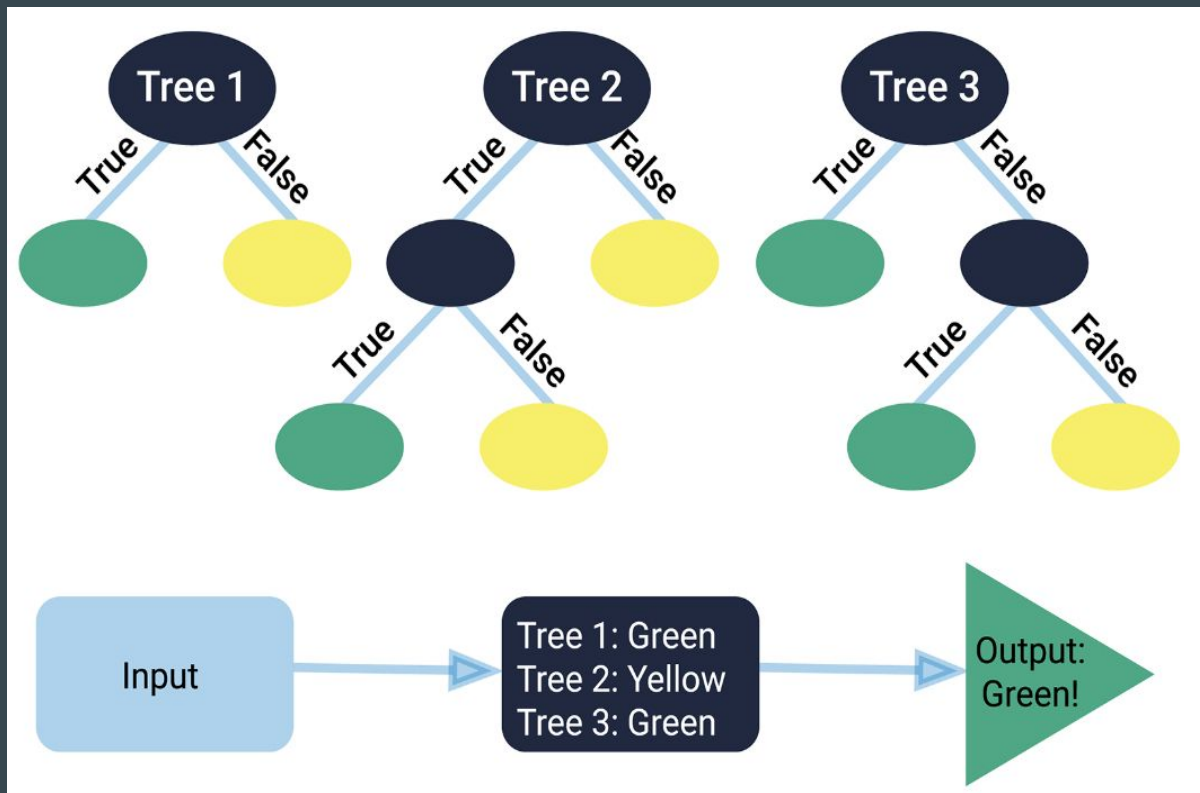 Tree 1
Tree 2
Tree 3
True
False
True
False
True
False
True
False
True
False
Input
Tree 1: Green
Tree 2: Yellow
Tree 3: Green
Output:
Green!